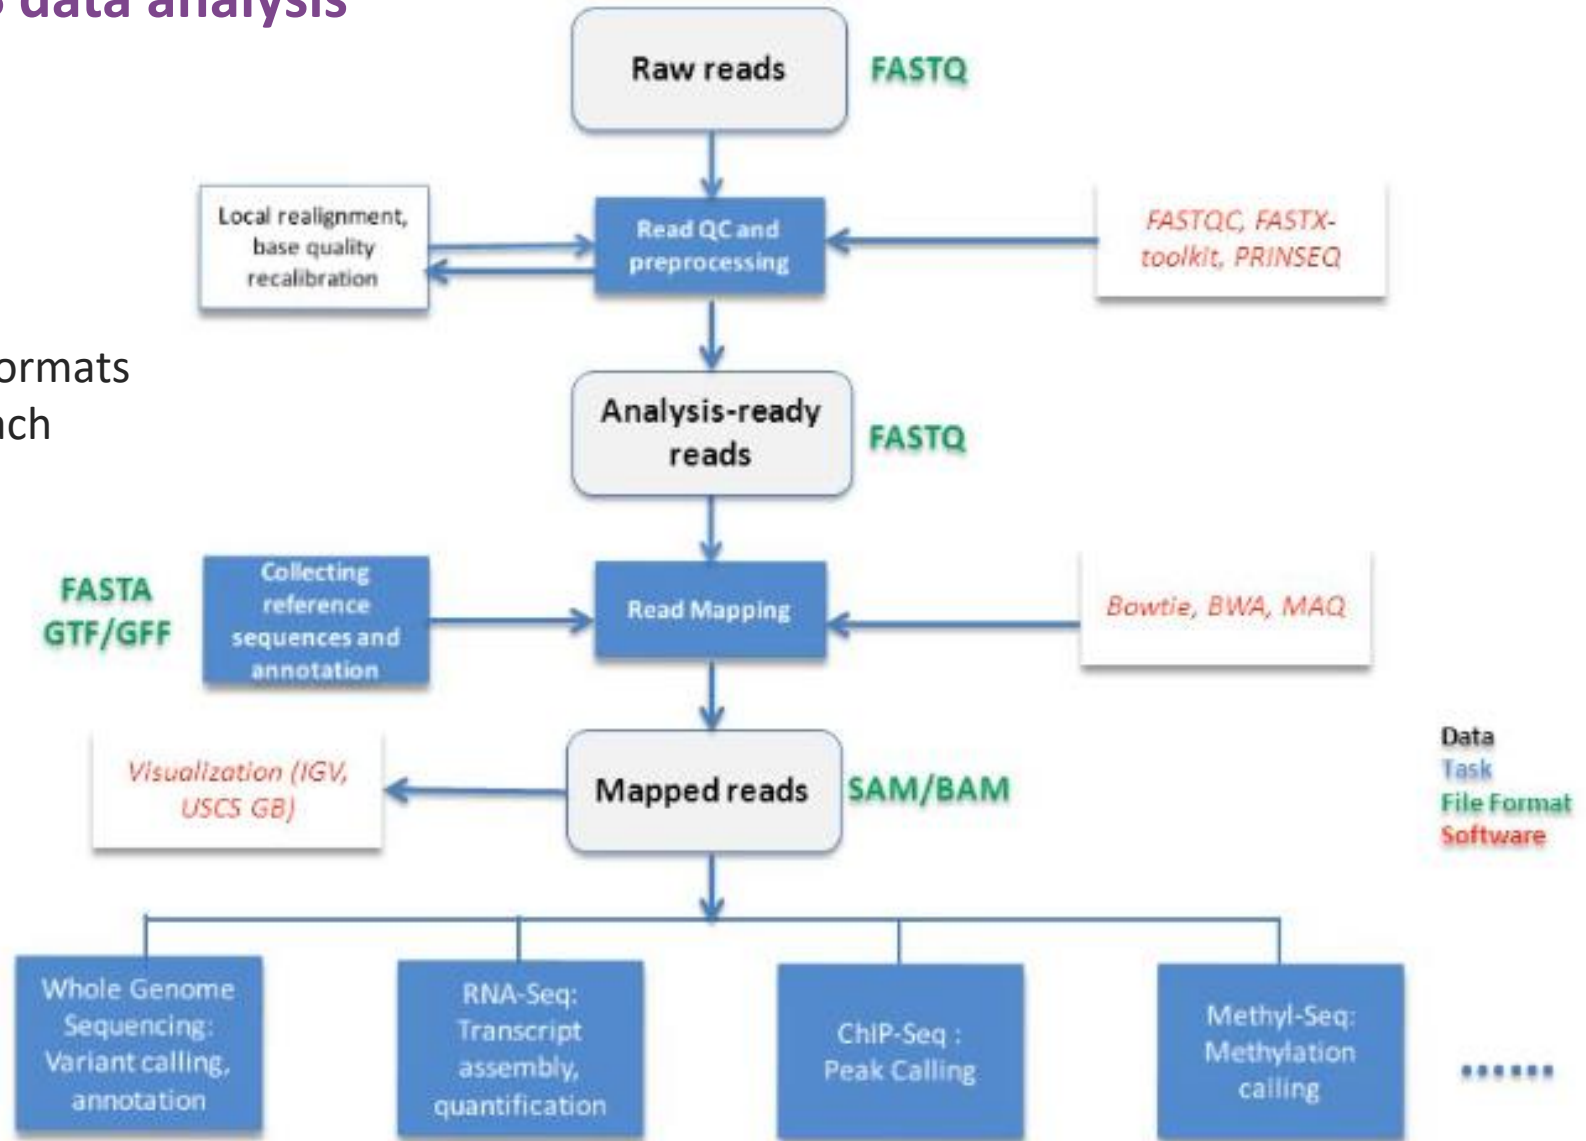 data analysis
Raw reads
FASTQ
Local realignment,
base quality
recalibration
Read QC and
preprocessing
FASTQC, FASTX-
toolkit, PRINSEQ
ormats
ch
Analysis-ready
reads
FASTQ
FASTA
GTF/GFF
Collecting
reference
sequences and
annotation
Read Mapping
Bowtie, BWA, MAQ
Visualization (IGV,
USCS GB)
Mapped reads
SAM/BAM
Data
Task
File Format
Software
Whole Genome
Sequencing:
Variant calling,
annotation
RNA-Seq:
Transcript
assembly,
quantification
ChIP-Seq :
Peak Calling
Methyl-Seq:
Methylation
calling
......